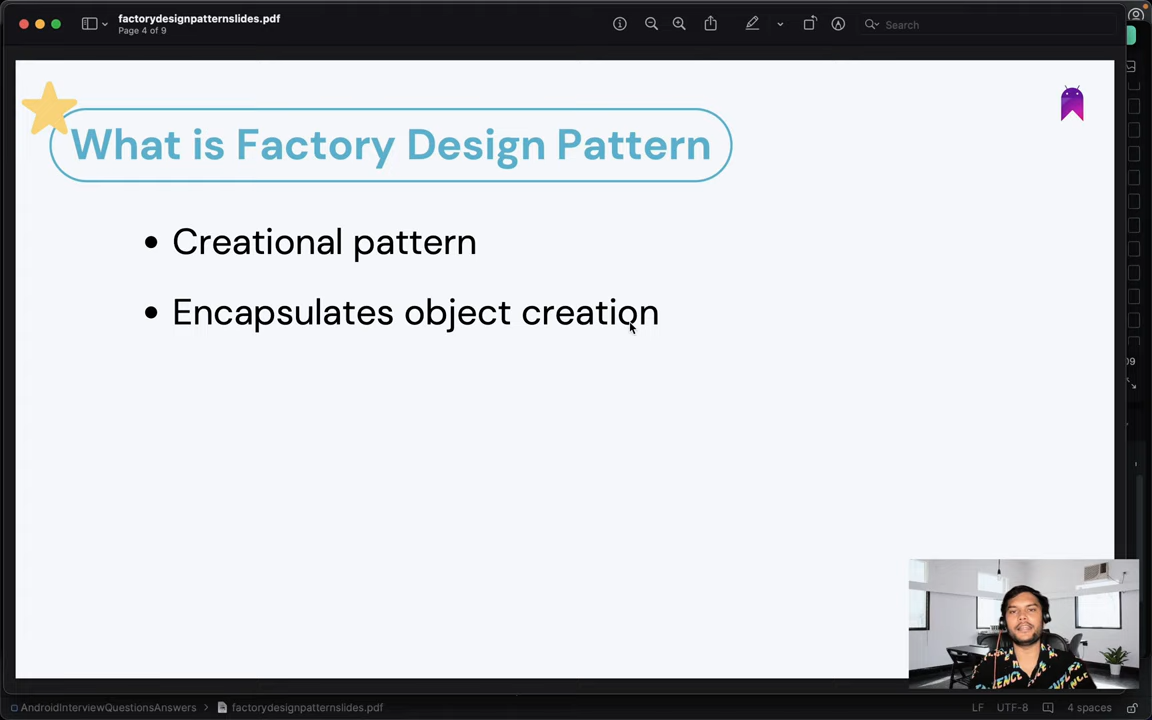 factorydesignpatternslides.pdf
Page 4 of 9
Search
What is Factory Design Pattern
• Creational pattern
• Encapsulates object creation
09
AndroidInterviewQuestionsAnswers > factorydesignpatternslides.pdf
LF UTF-8 4 spaces